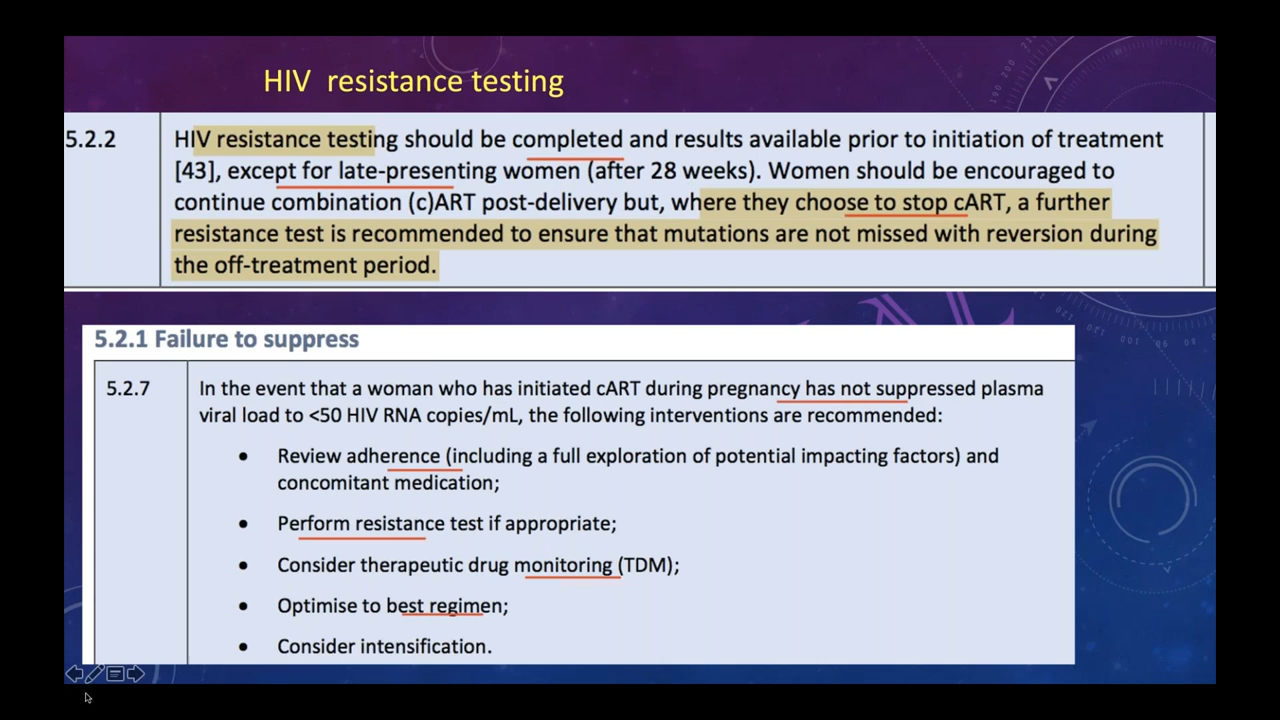 HIV resistance testing
5.2.2
HIV resistance testing should be completed and results available prior to initiation of treatment
[43], except for late-presenting women (after 28 weeks). Women should be encouraged to
continue combination (c)ART post-delivery but, where they choose to stop cART, a further
resistance test is recommended to ensure that mutations are not missed with reversion during
the off-treatment period.
5.2.1 Failure to suppress
5.2.7
In the event that a woman who has initiated cART during pregnancy has not suppressed plasma
viral load to <50 HIV RNA copies/mL, the following interventions are recommended:
• Review adherence (including a full exploration of potential impacting factors) and
concomitant medication;
• Perform resistance test if appropriate;
• Consider therapeutic drug monitoring (TDM);
• Optimise to best regimen;
• Consider intensification.